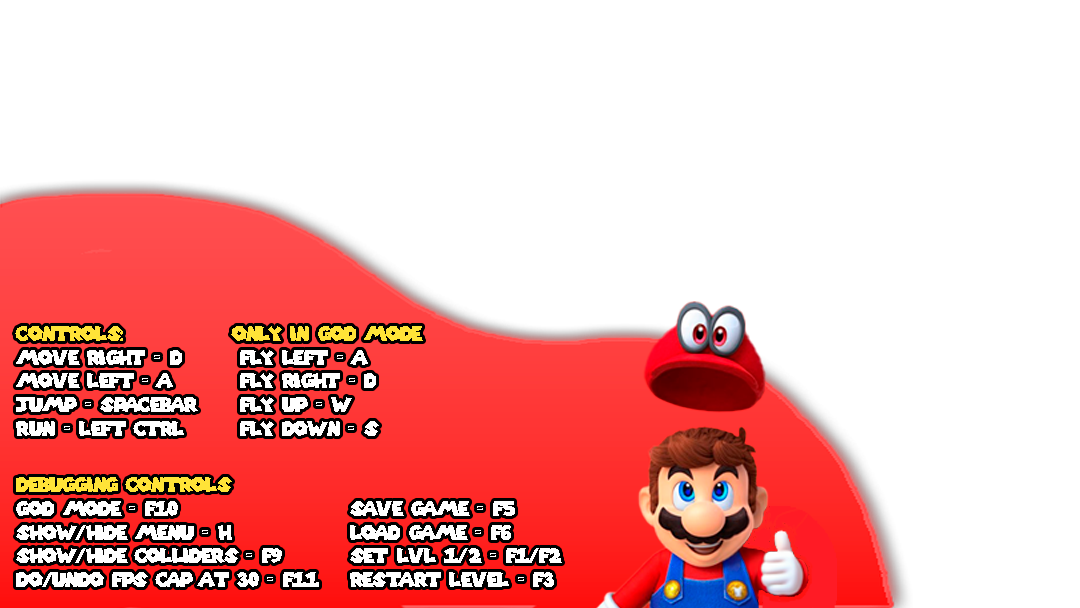 CONTROLS:
MOVE RIGHT - D
MOVE LEFT - A
JUMP - SPACEBAR
RUN - LEFT CTRL
ONLY IN GOD MODE
FLY LEFT - A
FLY RIGHT - D
FLY UP - W
FLY DOWN - S
DEBUGGING CONTROLS
GOD MODE - F10
SHOW/HIDE MENU - H
SHOW/HIDE COLLIDERS - F9
DO/UNDO FPS CAP AT 30 - F11
SAVE GAME - F5
LOAD GAME - F6
SET LVL 1/2 - F1/F2
RESTART LEVEL - F3